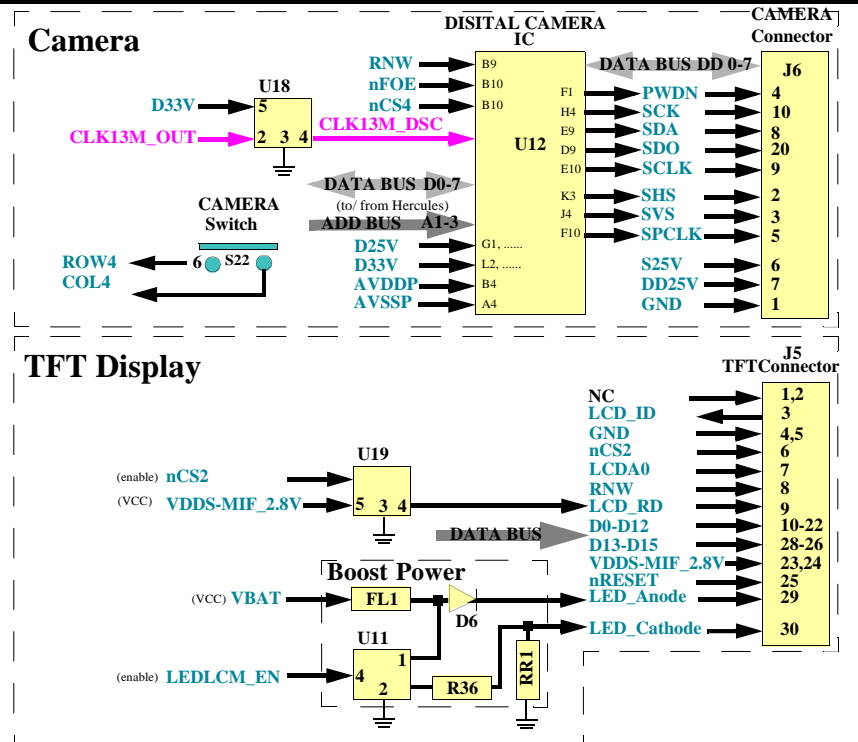 Camera
DISITAL CAMERA
IC
CAMERA
Connector
U18
D33V
5
CLK13M_OUT
2 3 4
CLK13M_DSC
RNW
nFOE
nCS4
B9
B10
B10
U12
DATA BUS DD 0-7
J6
F1 PWDN 4
H4 SCK 10
E9 SDA 8
D9 SDO 20
E10 SCLK 9
K3 SHS 2
J4 SVS 3
F10 SPCLK 5
S25V 6
DD25V 7
GND 1
DATA BUS D0-7
(to/ from Hercules)
ADD BUS A1-3
D25V G1, ......
D33V L2, ......
AVDDP B4
AVSSP A4
CAMERA
Switch
ROW4
COL4
6 S22
TFT Display
J5
TFTConnector
NC 1,2
LCD_ID 3
GND 4,5
nCS2 6
LCDA0 7
RNW 8
LCD_RD 9
D0-D12 10-22
D13-D15 28-26
VDDS-MIF_2.8V 23,24
nRESET 25
LED_Anode 29
LED_Cathode 30
U19
(enable) nCS2
(VCC) VDDS-MIF_2.8V
5 3 4
DATA BUS
Boost Power
(VCC) VBAT
FL1
D6
U11
1
(enable) LEDLCM_EN
4
2
R36
RR1